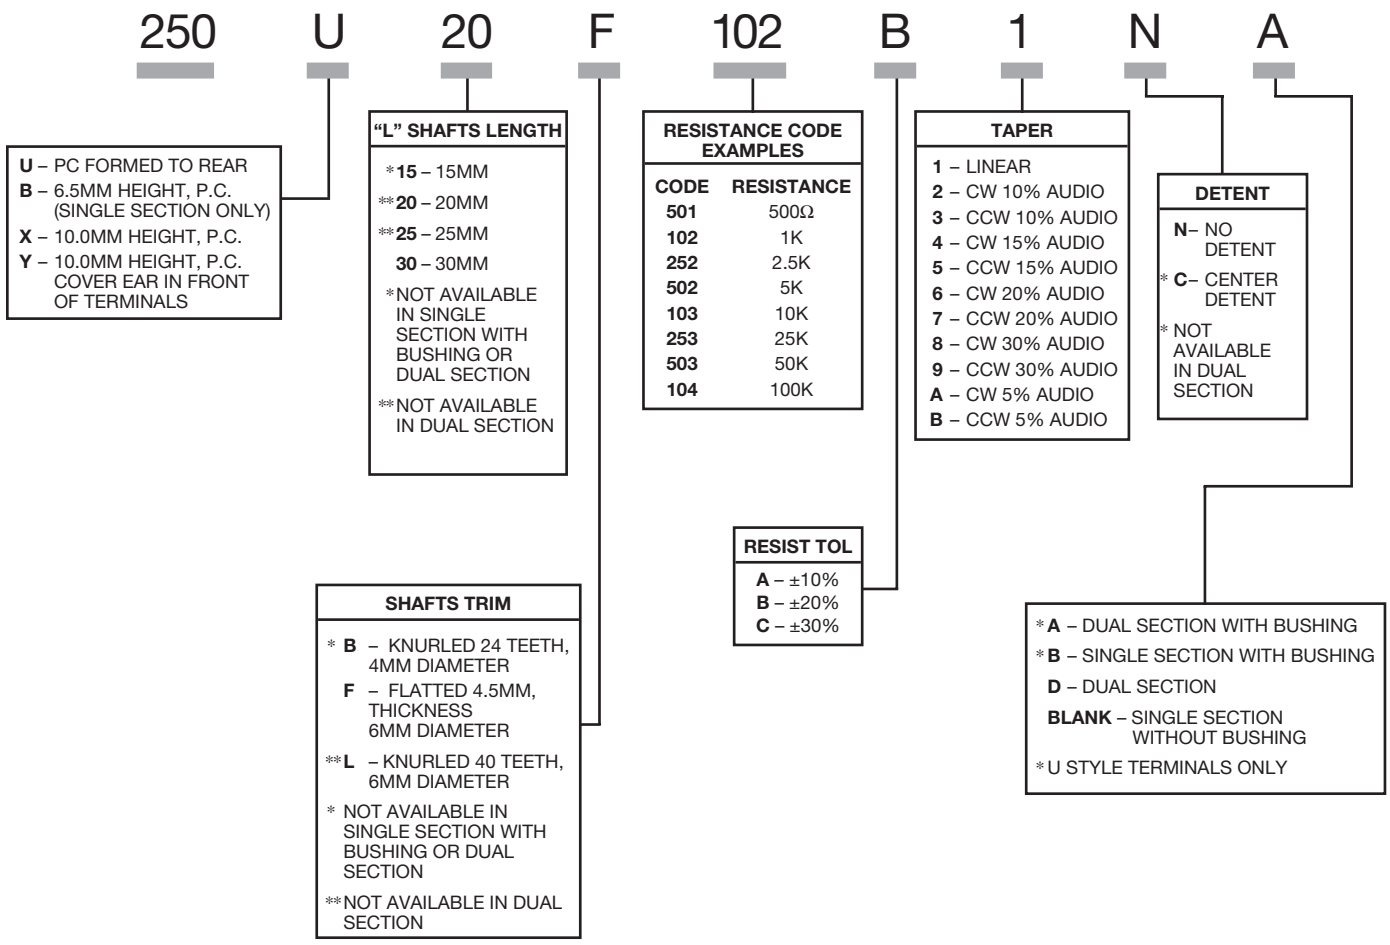 250 U 20 F 102 B 1 N A
U – PC FORMED TO REAR
B – 6.5MM HEIGHT, P.C.
(SINGLE SECTION ONLY)
X – 10.0MM HEIGHT, P.C.
Y – 10.0MM HEIGHT, P.C.
COVER EAR IN FRONT
OF TERMINALS
“L” SHAFTS LENGTH
*15 – 15MM
**20 – 20MM
**25 – 25MM
30 – 30MM
*NOT AVAILABLE
IN SINGLE
SECTION WITH
BUSHING OR
DUAL SECTION
**NOT AVAILABLE
IN DUAL SECTION
RESISTANCE CODE
EXAMPLES
CODE RESISTANCE
501 500Ω
102 1K
252 2.5K
502 5K
103 10K
253 25K
503 50K
104 100K
TAPER
1 – LINEAR
2 – CW 10% AUDIO
3 – CCW 10% AUDIO
4 – CW 15% AUDIO
5 – CCW 15% AUDIO
6 – CW 20% AUDIO
7 – CCW 20% AUDIO
8 – CW 30% AUDIO
9 – CCW 30% AUDIO
A – CW 5% AUDIO
B – CCW 5% AUDIO
DETENT
N– NO
DETENT
* C– CENTER
DETENT
* NOT
AVAILABLE
IN DUAL
SECTION
RESIST TOL
A – ±10%
B – ±20%
C – ±30%
SHAFTS TRIM
* B – KNURLED 24 TEETH,
4MM DIAMETER
F – FLATTED 4.5MM,
THICKNESS
6MM DIAMETER
**L – KNURLED 40 TEETH,
6MM DIAMETER
* NOT AVAILABLE IN
SINGLE SECTION WITH
BUSHING OR DUAL
SECTION
**NOT AVAILABLE IN DUAL
SECTION
*A – DUAL SECTION WITH BUSHING
*B – SINGLE SECTION WITH BUSHING
D – DUAL SECTION
BLANK – SINGLE SECTION
WITHOUT BUSHING
*U STYLE TERMINALS ONLY